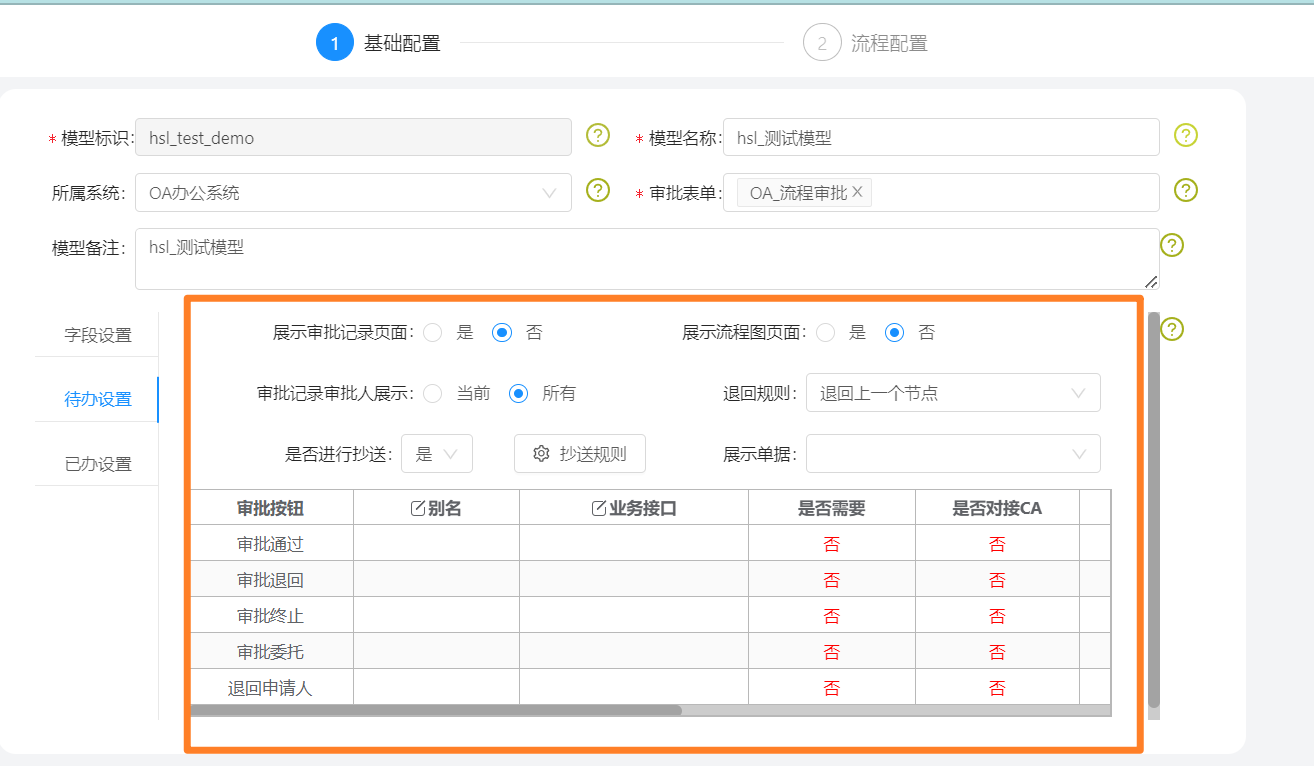 1 基础配置 2 流程配置
* 模型标识: hsl_test_demo ? * 模型名称: hsl_测试模型 ?
所属系统: OA办公系统 ? * 审批表单: OA_流程审批 X ?
模型备注: hsl_测试模型 ?
字段设置
待办设置
已办设置
展示审批记录页面: 是 否 展示流程图页面: 是 否 ?
审批记录审批人展示: 当前 所有 退回规则: 退回上一个节点
是否进行抄送: 是 抄送规则 展示单据:
审批按钮 别名 业务接口 是否需要 是否对接CA
审批通过 否 否
审批退回 否 否
审批终止 否 否
审批委托 否 否
退回申请人 否 否